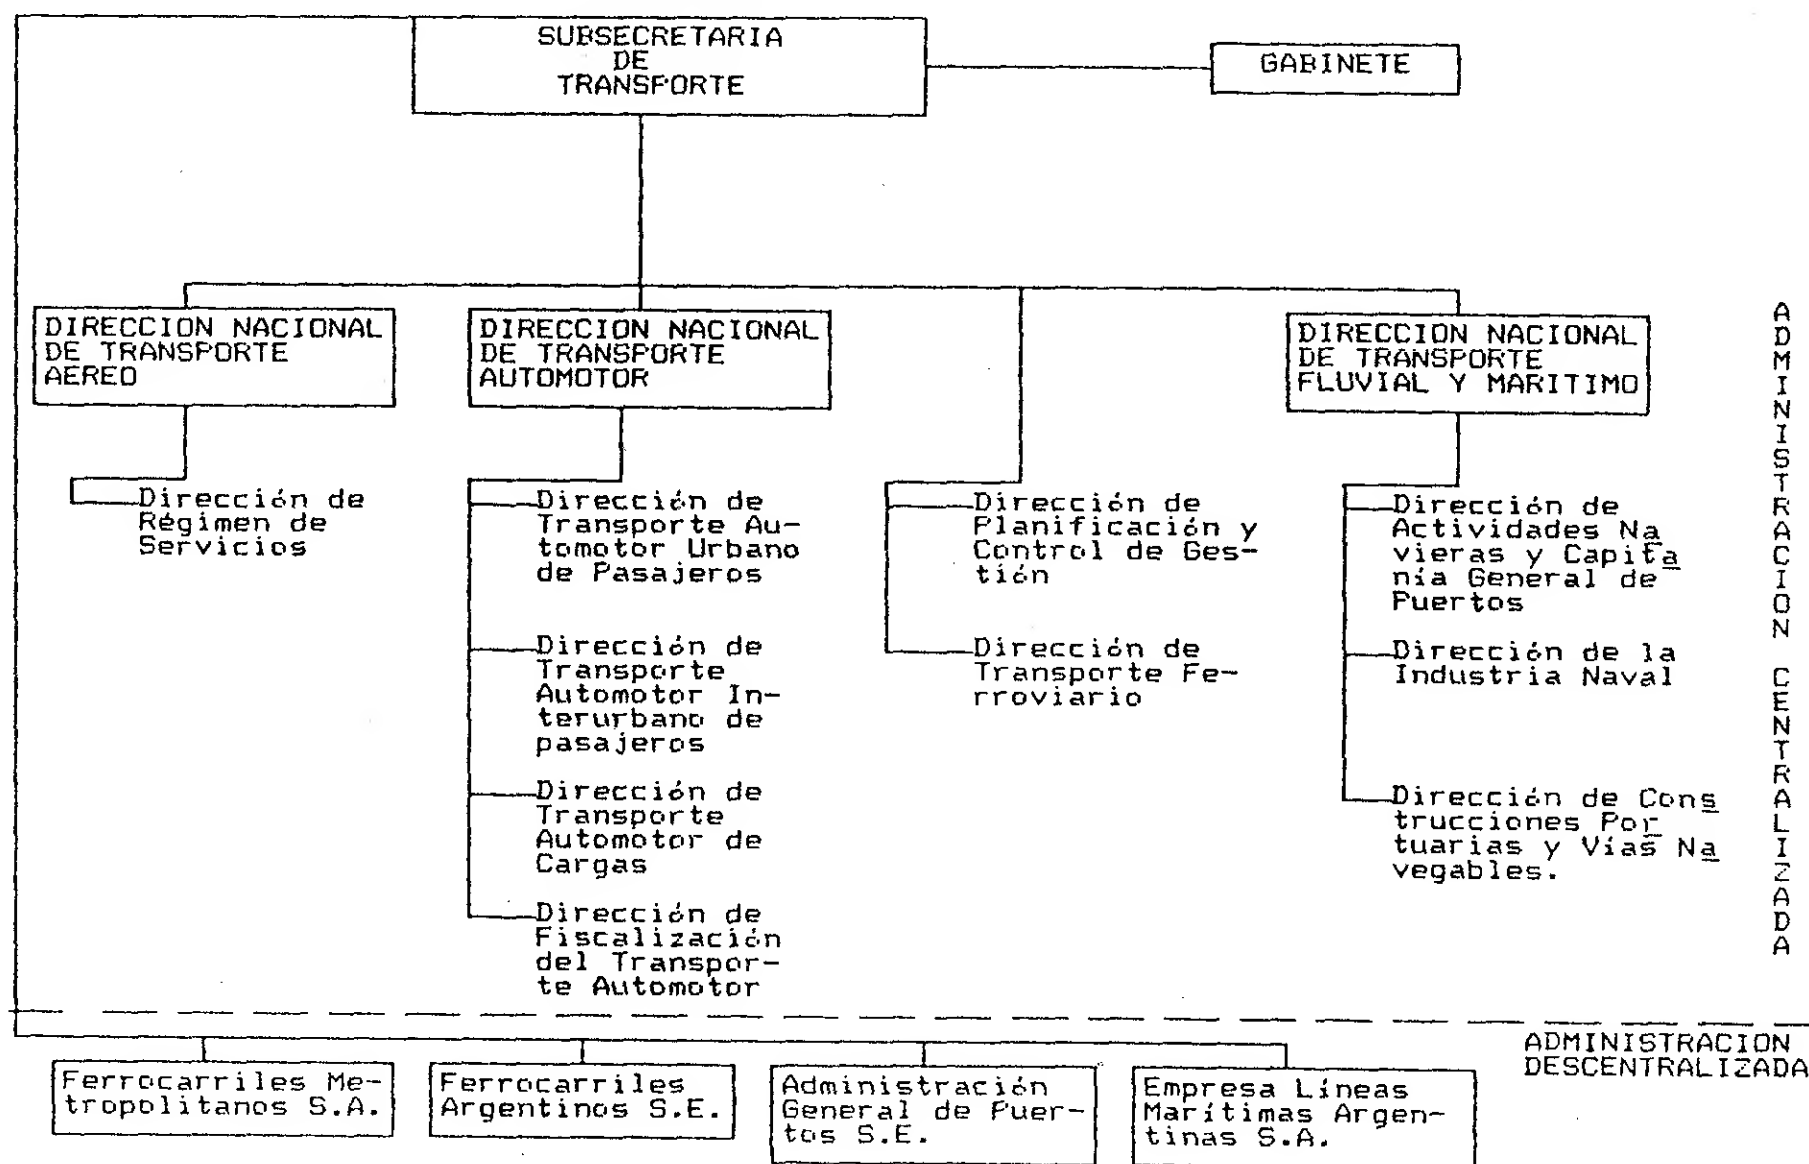 SUBSECRETARIA
DE
TRANSPORTE
GABINETE
DIRECCION NACIONAL
DE TRANSPORTE
AEREO
DIRECCION NACIONAL
DE TRANSPORTE
AUTOMOTOR
DIRECCION NACIONAL
DE TRANSPORTE
FLUVIAL Y MARITIMO
Dirección de
Régimen de
Servicios
Dirección de
Transporte Au-
tomotor Urbano
de Pasajeros
Dirección de
Transporte
Automotor In-
terurbano de
pasajeros
Dirección de
Transporte
Automotor de
Cargas
Dirección de
Fiscalización
del Transpor-
te Automotor
Dirección de
Planificación y
Control de Ges-
tión
Dirección de
Transporte Fe-
rroviario
Dirección de
Actividades Na
vieras y Capita
nía General de
Puertos
Dirección de la
Industria Naval
Dirección de Cons
trucciones Por
tuarias y Vías Na
vegables.
ADMINISTRACION CENTRALIZADA
ADMINISTRACION
DESCENTRALIZADA
Ferrocarriles Me-
tropolitanos S.A.
Ferrocarriles
Argentinos S.E.
Administración
General de Puer-
tos S.E.
Empresa Líneas
Marítimas Argen-
tinas S.A.